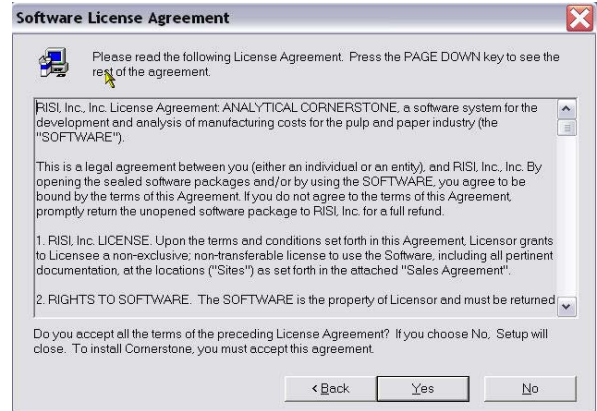 Software License Agreement
Please read the following License Agreement. Press the PAGE DOWN key to see the
rest of the agreement.
RISI, Inc., Inc. License Agreement: ANALYTICAL CORNERSTONE, a software system for the
development and analysis of manufacturing costs for the pulp and paper industry (the
"SOFTWARE").
This is a legal agreement between you (either an individual or an entity), and RISI, Inc., Inc. By
opening the sealed software packages and/or by using the SOFTWARE, you agree to be
bound by the terms of this Agreement. If you do not agree to the terms of this Agreement,
promptly return the unopened software package to RISI, Inc. for a full refund.
1. RISI, Inc. LICENSE. Upon the terms and conditions set forth in this Agreement, Licensor grants
to Licensee a non-exclusive; non-transferable license to use the Software, including all pertinent
documentation, at the locations ("Sites") as set forth in the attached "Sales Agreement".
2. RIGHTS TO SOFTWARE. The SOFTWARE is the property of Licensor and must be returned
Do you accept all the terms of the preceding License Agreement? If you choose No, Setup will
close. To install Cornerstone, you must accept this agreement.
< Back Yes No